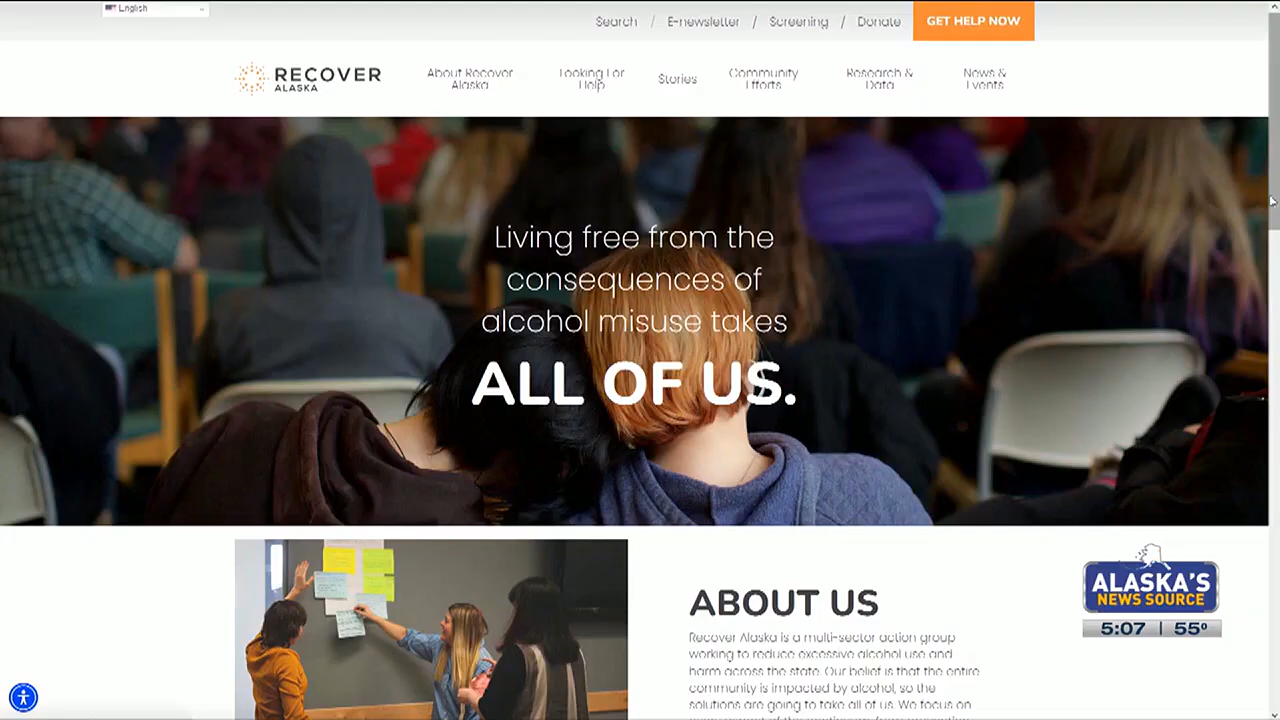 English
Search / E-newsletter / Screening / Donate GET HELP NOW
RECOVER
ALASKA
About Recover
Alaska
Looking For
Help
Stories
Community
Efforts
Research &
Data
News &
Events
Living free from the
consequences of
alcohol misuse takes
ALL OF US.
ABOUT US
Recover Alaska is a multi-sector action group
working to reduce excessive alcohol use and
harm across the state. Our belief is that the entire
community is impacted by alcohol, so the
solutions are going to take all of us. We focus on
ALASKA'S
NEWS SOURCE
5:07 | 55°